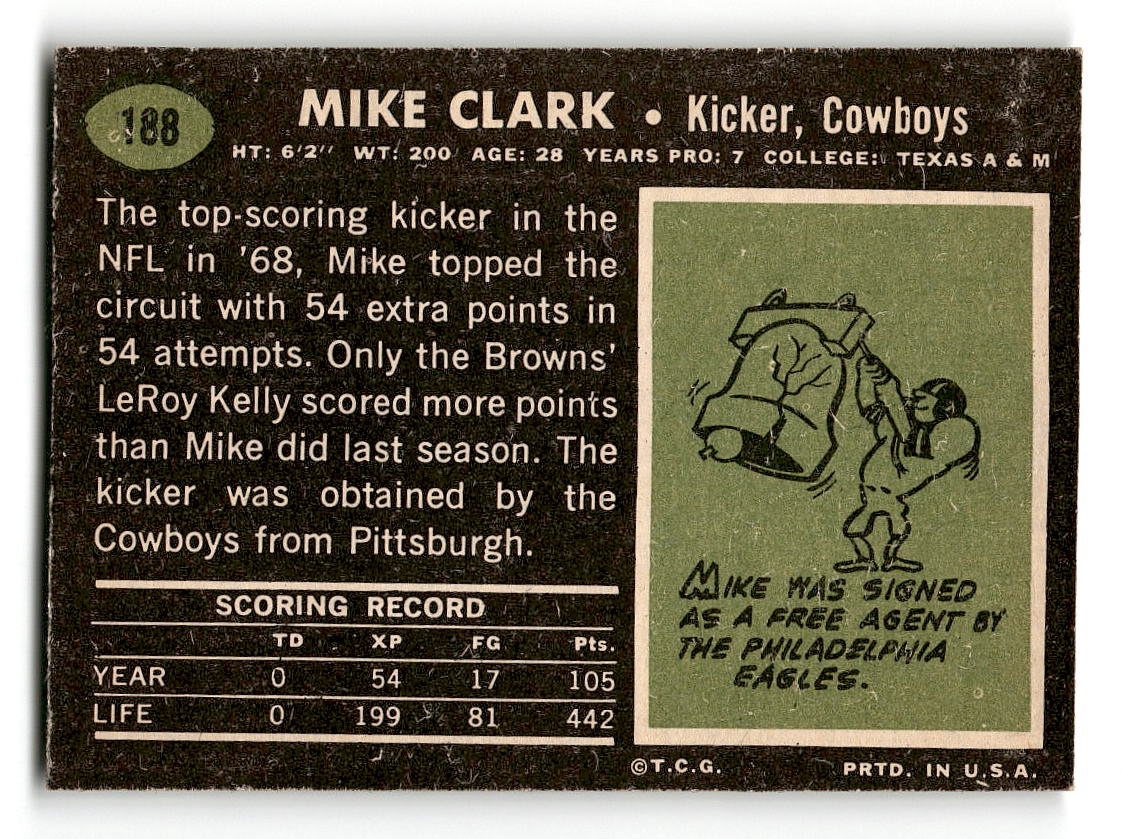 188
MIKE CLARK • Kicker, Cowboys
HT: 6'2'' WT: 200 AGE: 28 YEARS PRO: 7 COLLEGE: TEXAS A & M
The top-scoring kicker in the
NFL in '68, Mike topped the
circuit with 54 extra points in
54 attempts. Only the Browns'
LeRoy Kelly scored more points
than Mike did last season. The
kicker was obtained by the
Cowboys from Pittsburgh.
SCORING RECORD
TD XP FG Pts.
YEAR 0 54 17 105
LIFE 0 199 81 442
MIKE WAS SIGNED
AS A FREE AGENT BY
THE PHILADELPHIA
EAGLES.
©T.C.G. PRTD. IN U.S.A.